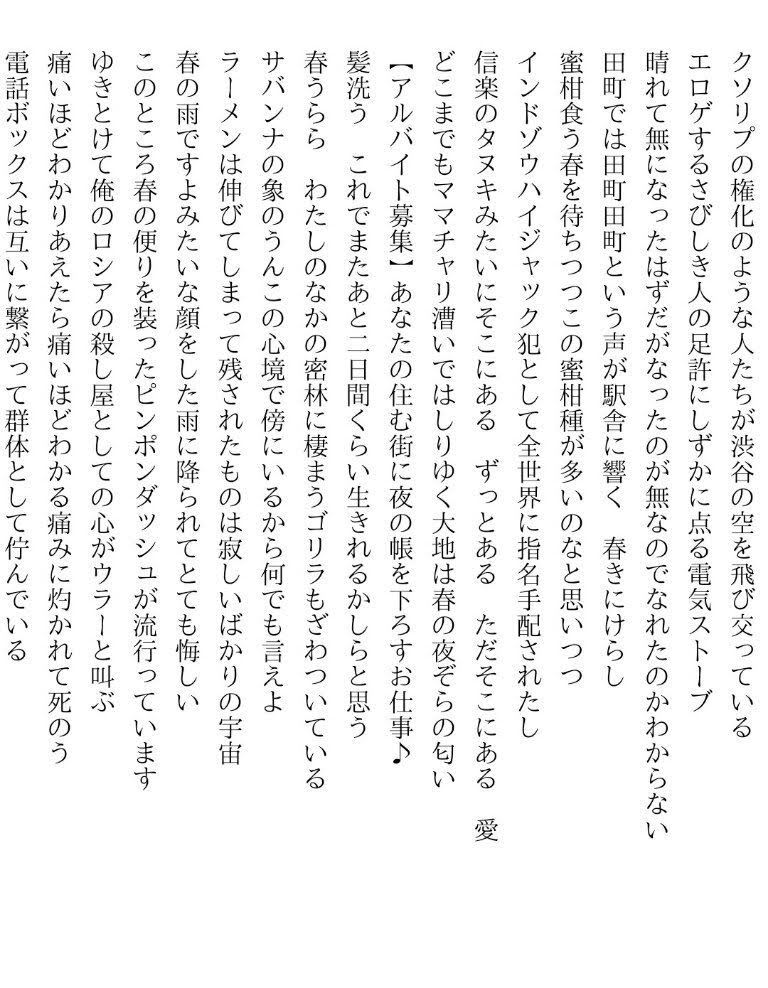 クソリプの権化のような人たちが渋谷の空を飛び交っている
エロゲするさびしき人の足許にしずかに点る電気ストーブ
晴れて無になったはずだがなったのが無なのでなれたのかわからない
田町では田町田町という声が駅舎に響く　春きにけらし
蜜柑食う春を待ちつつこの蜜柑種が多いのなと思いつつ
インドゾウハイジャック犯として全世界に指名手配されたし
信楽のタヌキみたいにそこにある　ずっとある　ただそこにある　愛
どこまでもママチャリ漕いではしりゆく大地は春の夜ぞらの匂い
【アルバイト募集】あなたの住む街に夜の帳を下ろすお仕事♪
髪洗う　これでまたあと二日間くらい生きれるかしらと思う
春うらら　わたしのなかの密林に棲まうゴリラもざわついている
サバンナの象のうんこの心境で傍にいるから何でも言えよ
ラーメンは伸びてしまって残されたものは寂しいばかりの宇宙
春の雨ですよみたいな顔をした雨に降られてとても悔しい
このところ春の便りを装ったピンポンダッシュが流行っています
ゆきとけて俺のロシアの殺し屋としての心がウラーと叫ぶ
痛いほどわかりあえたら痛いほどわかる痛みに灼かれて死のう
電話ボックスは互いに繋がって群体として佇んでいる